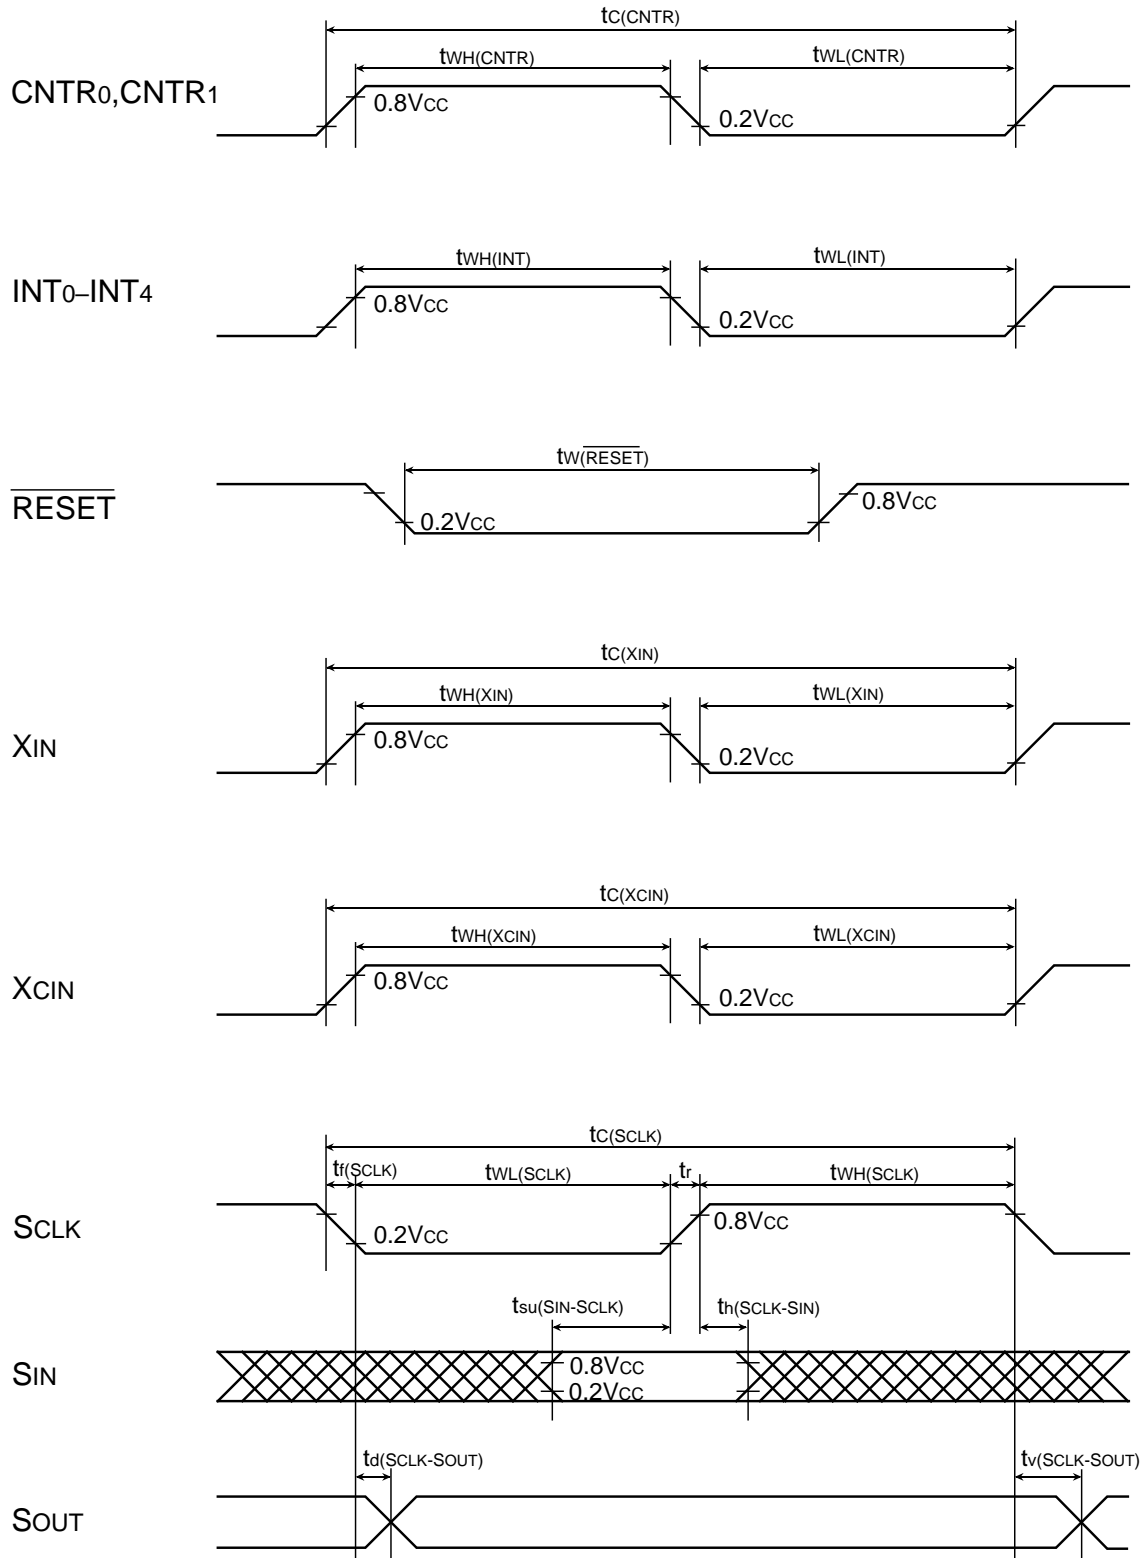 tC(CNTR)
tWH(CNTR)
tWL(CNTR)
CNTR0,CNTR1
0.8VCC
0.2VCC
tWH(INT)
tWL(INT)
INT0–INT4
0.8VCC
0.2VCC
tW(RESET)
RESET
0.2VCC
0.8VCC
tC(XIN)
tWH(XIN)
tWL(XIN)
XIN
0.8VCC
0.2VCC
tC(XCIN)
tWH(XCIN)
tWL(XCIN)
XCIN
0.8VCC
0.2VCC
tC(SCLK)
tf(SCLK)
tWL(SCLK)
tr
tWH(SCLK)
SCLK
0.2VCC
0.8VCC
tsu(SIN-SCLK)
th(SCLK-SIN)
SIN
0.8VCC
0.2VCC
td(SCLK-SOUT)
tv(SCLK-SOUT)
SOUT